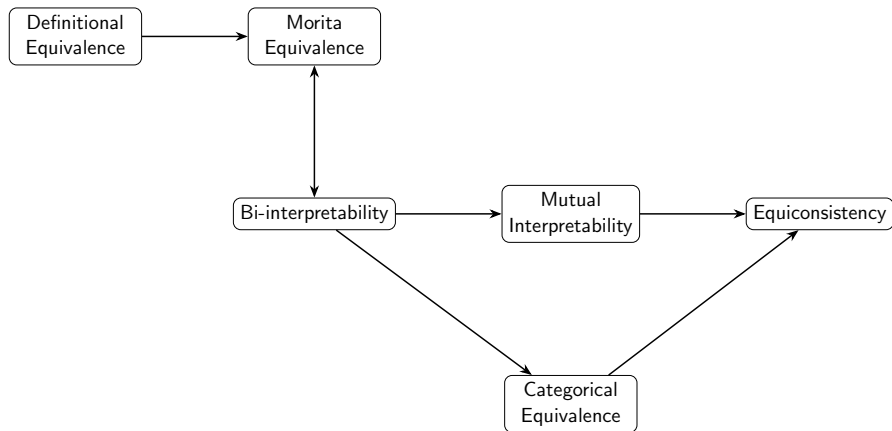 Definitional
Equivalence
Morita
Equivalence
Bi-interpretability
Mutual
Interpretability
Equiconsistency
Categorical
Equivalence